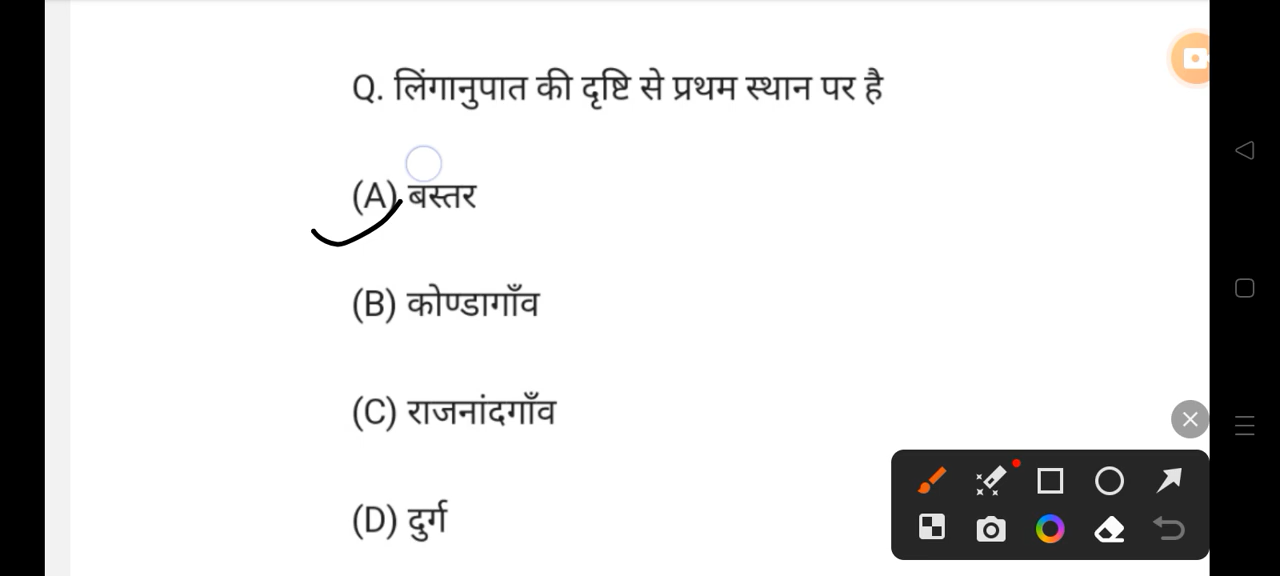 Q. लिंगानुपात की दृष्टि से प्रथम स्थान पर है
(A) बस्तर
(B) कोण्डागाँव
(C) राजनांदगाँव
(D) दुर्ग